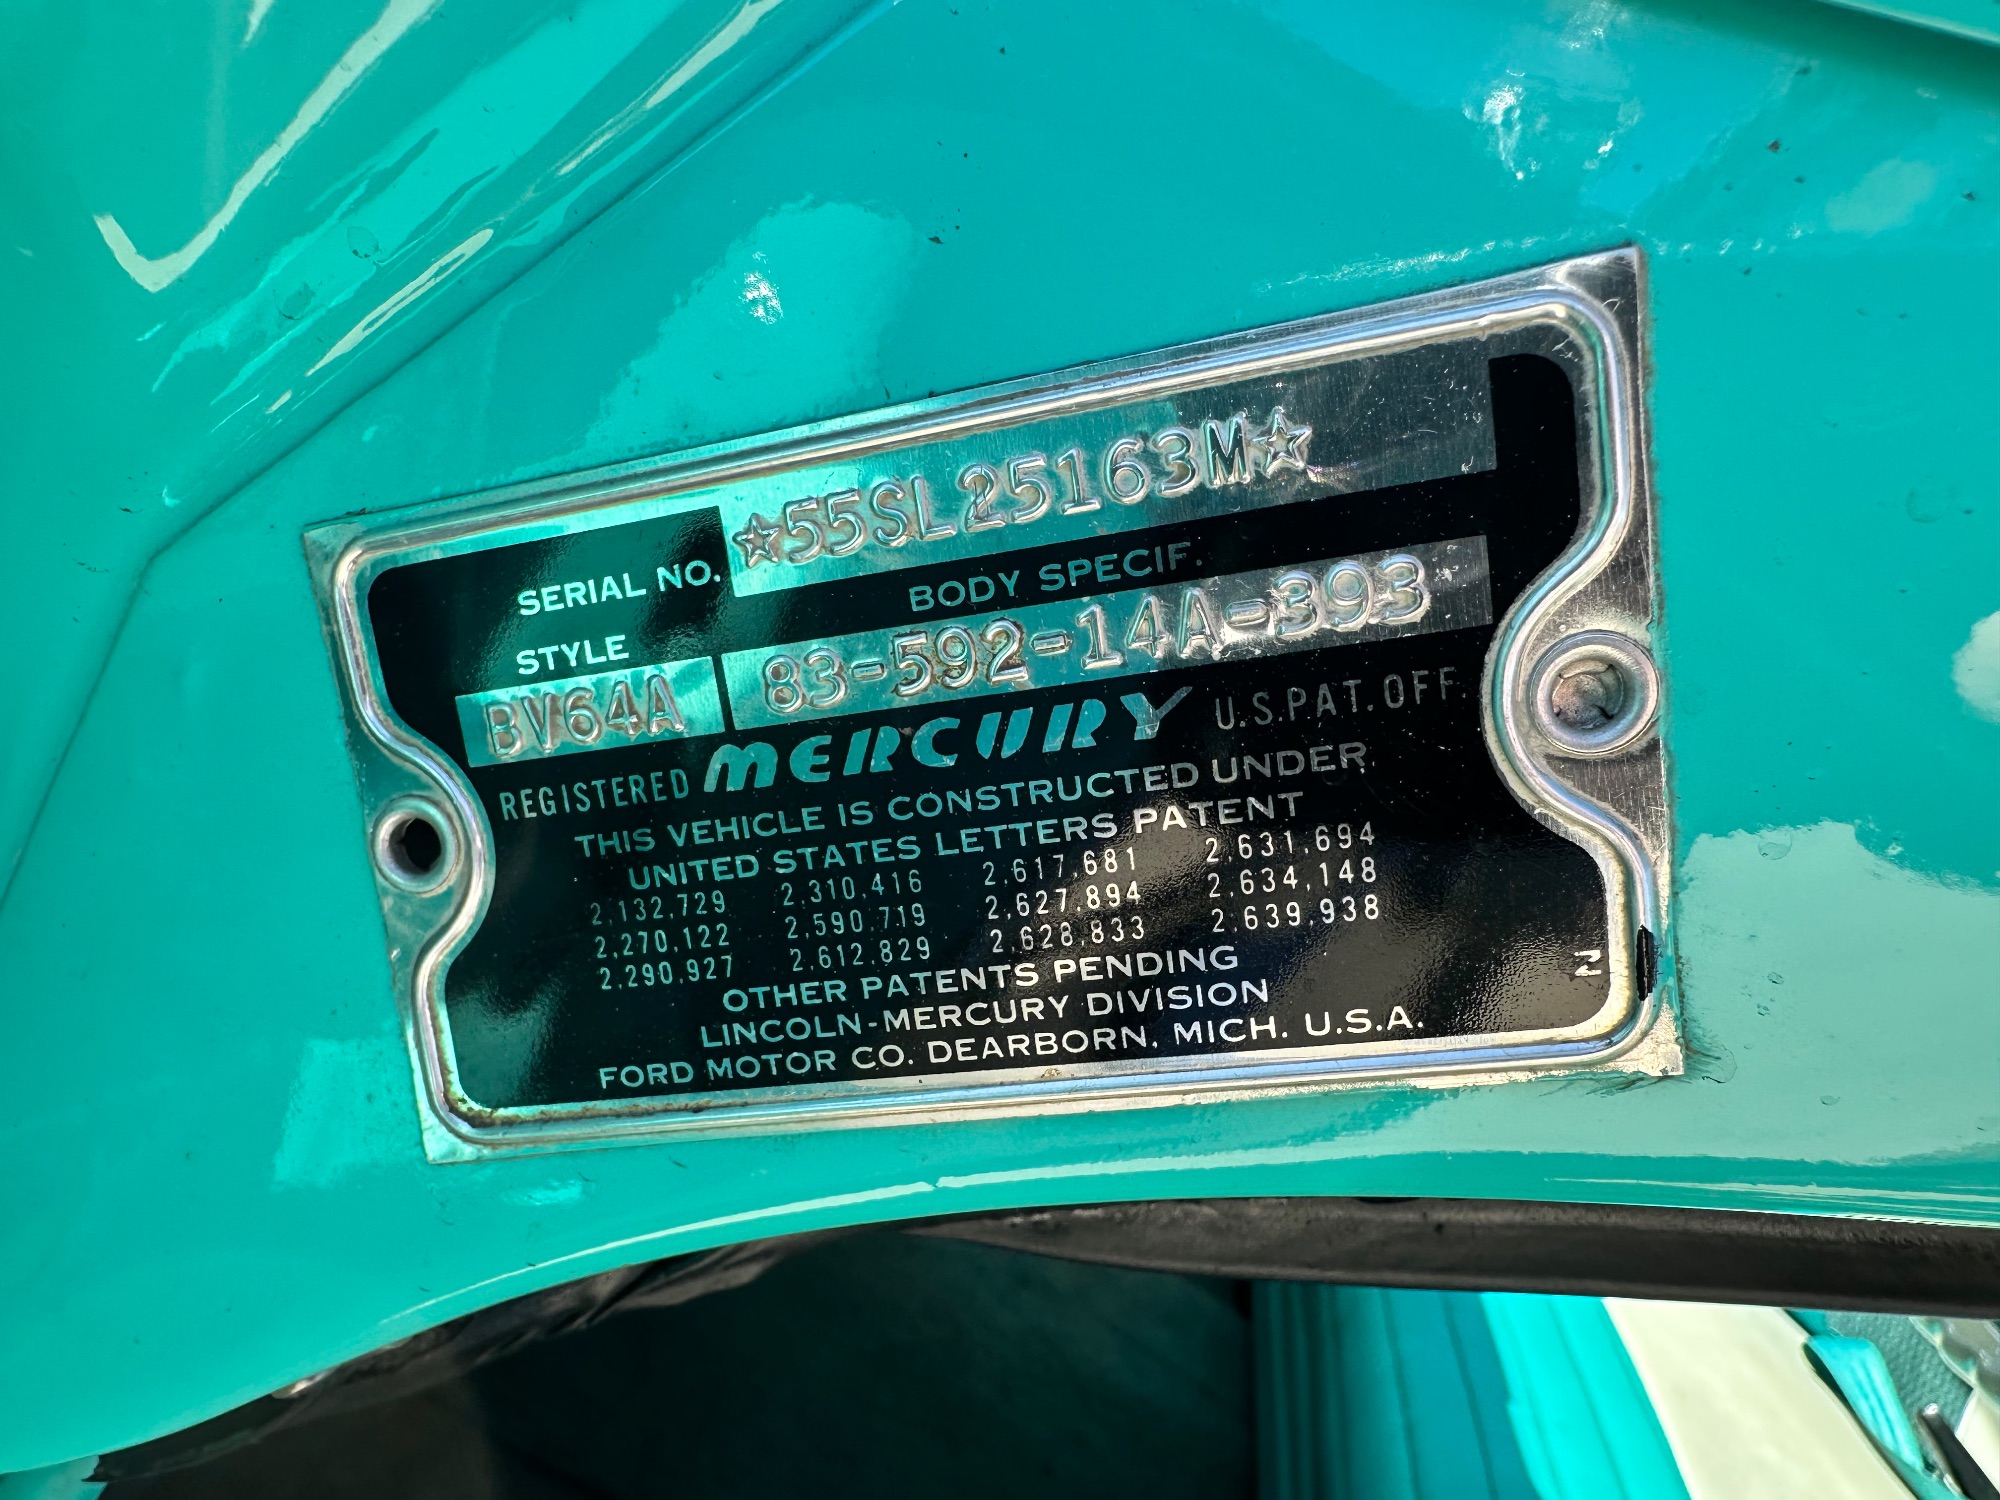 SERIAL NO. ☆55SL25163M☆
BODY SPECIF.
STYLE
BV64A 83-592-14A-393
REGISTERED MERCURY U.S.PAT.OFF.
THIS VEHICLE IS CONSTRUCTED UNDER
UNITED STATES LETTERS PATENT
2,132,729 2,310,416 2,617,681 2,631,694
2,270,122 2,590,719 2,627,894 2,634,148
2,290,927 2,612,829 2,628,833 2,639,938
OTHER PATENTS PENDING
LINCOLN-MERCURY DIVISION
FORD MOTOR CO. DEARBORN, MICH. U.S.A.